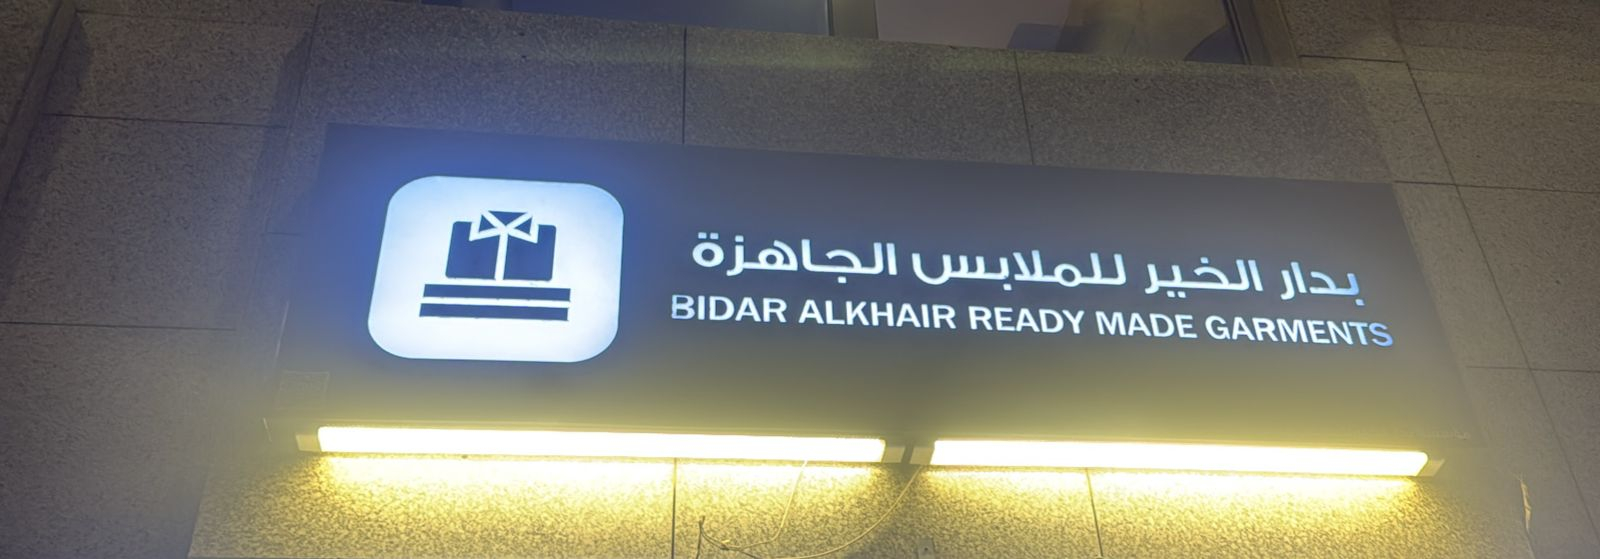 بدار الخير للملابس الجاهزة
BIDAR ALKHAIR READY MADE GARMENTS